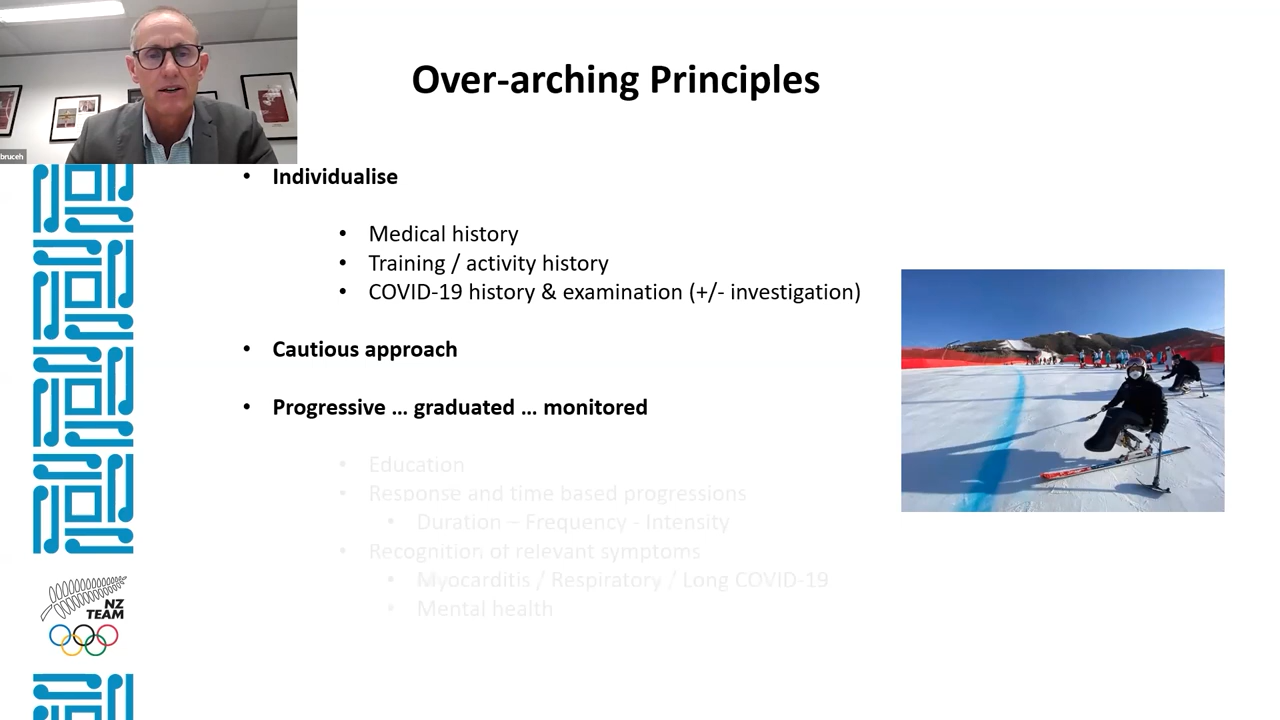 bruceh
Over-arching Principles
• Individualise
• Medical history
• Training / activity history
• COVID-19 history & examination (+/- investigation)
• Cautious approach
• Progressive ... graduated ... monitored
• Education
• Response and time based progressions
• Duration – Frequency - Intensity
• Recognition of relevant symptoms
• Myocarditis / Respiratory / Long COVID-19
• Mental health
NZ
TEAM